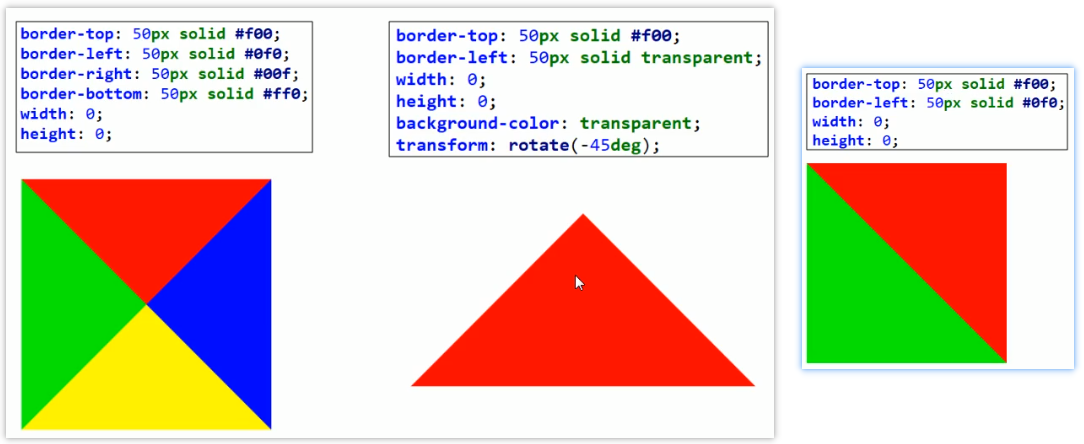 border-top: 50px solid #f00;
border-left: 50px solid #0f0;
border-right: 50px solid #00f;
border-bottom: 50px solid #ff0;
width: 0;
height: 0;
border-top: 50px solid #f00;
border-left: 50px solid transparent;
width: 0;
height: 0;
background-color: transparent;
transform: rotate(-45deg);
border-top: 50px solid #f00;
border-left: 50px solid #0f0;
width: 0;
height: 0;